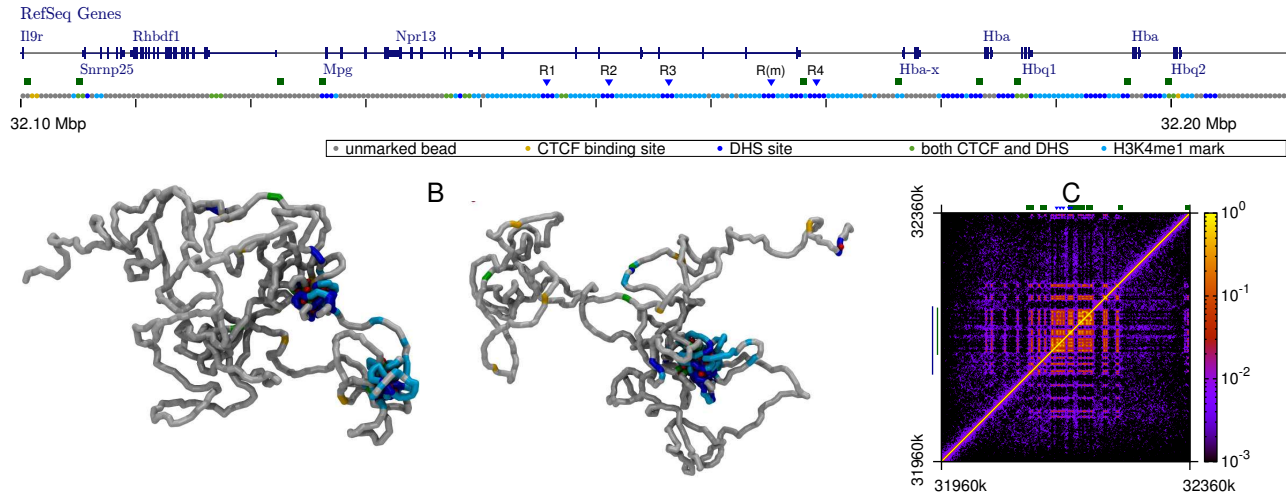 RefSeq Genes
Il9r Rhbdf1 Npr13 Hba Hba
Snrnp25 Mpg R1 R2 R3 R(m) R4 Hba-x Hbq1 Hbq2
32.10 Mbp 32.20 Mbp
unmarked bead CTCF binding site DHS site both CTCF and DHS H3K4me1 mark
B C
32360k
31960k
31960k 32360k
10^0
10^-1
10^-2
10^-3